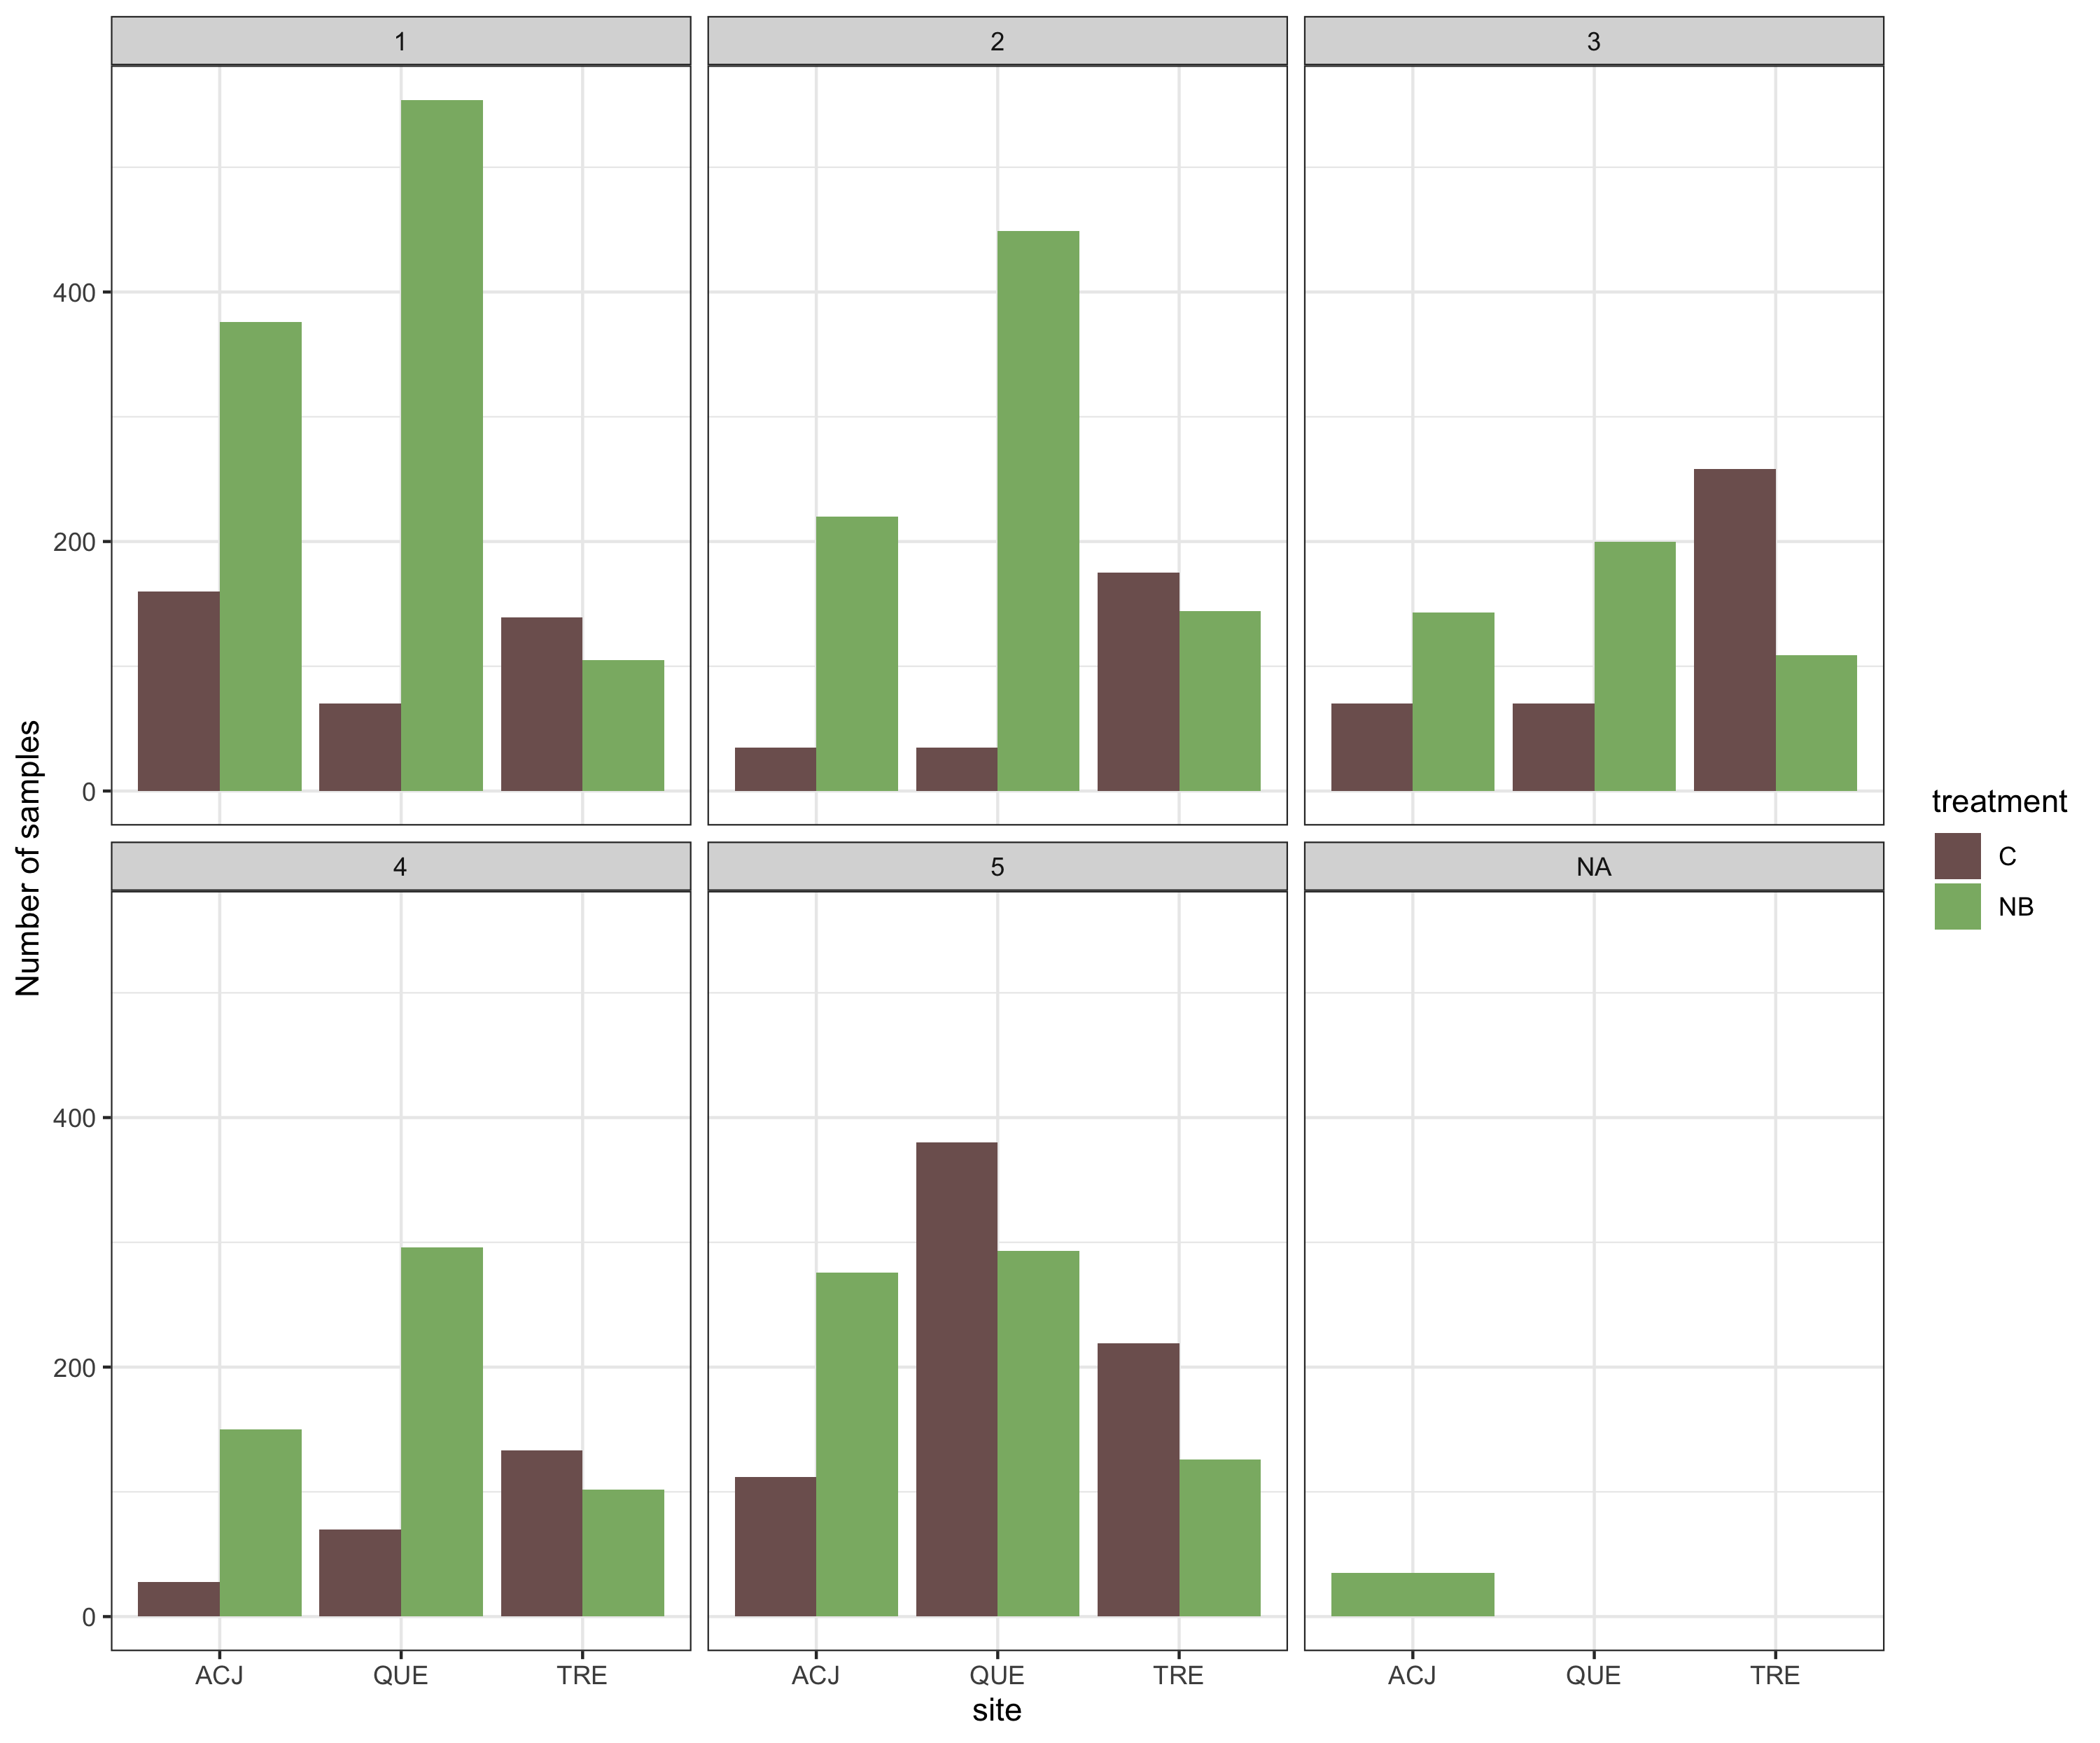 1
2
3
400
200
0
4
5
NA
400
200
0
ACJ
QUE
TRE
ACJ
QUE
TRE
ACJ
QUE
TRE
site
Number of samples
treatment
C
NB